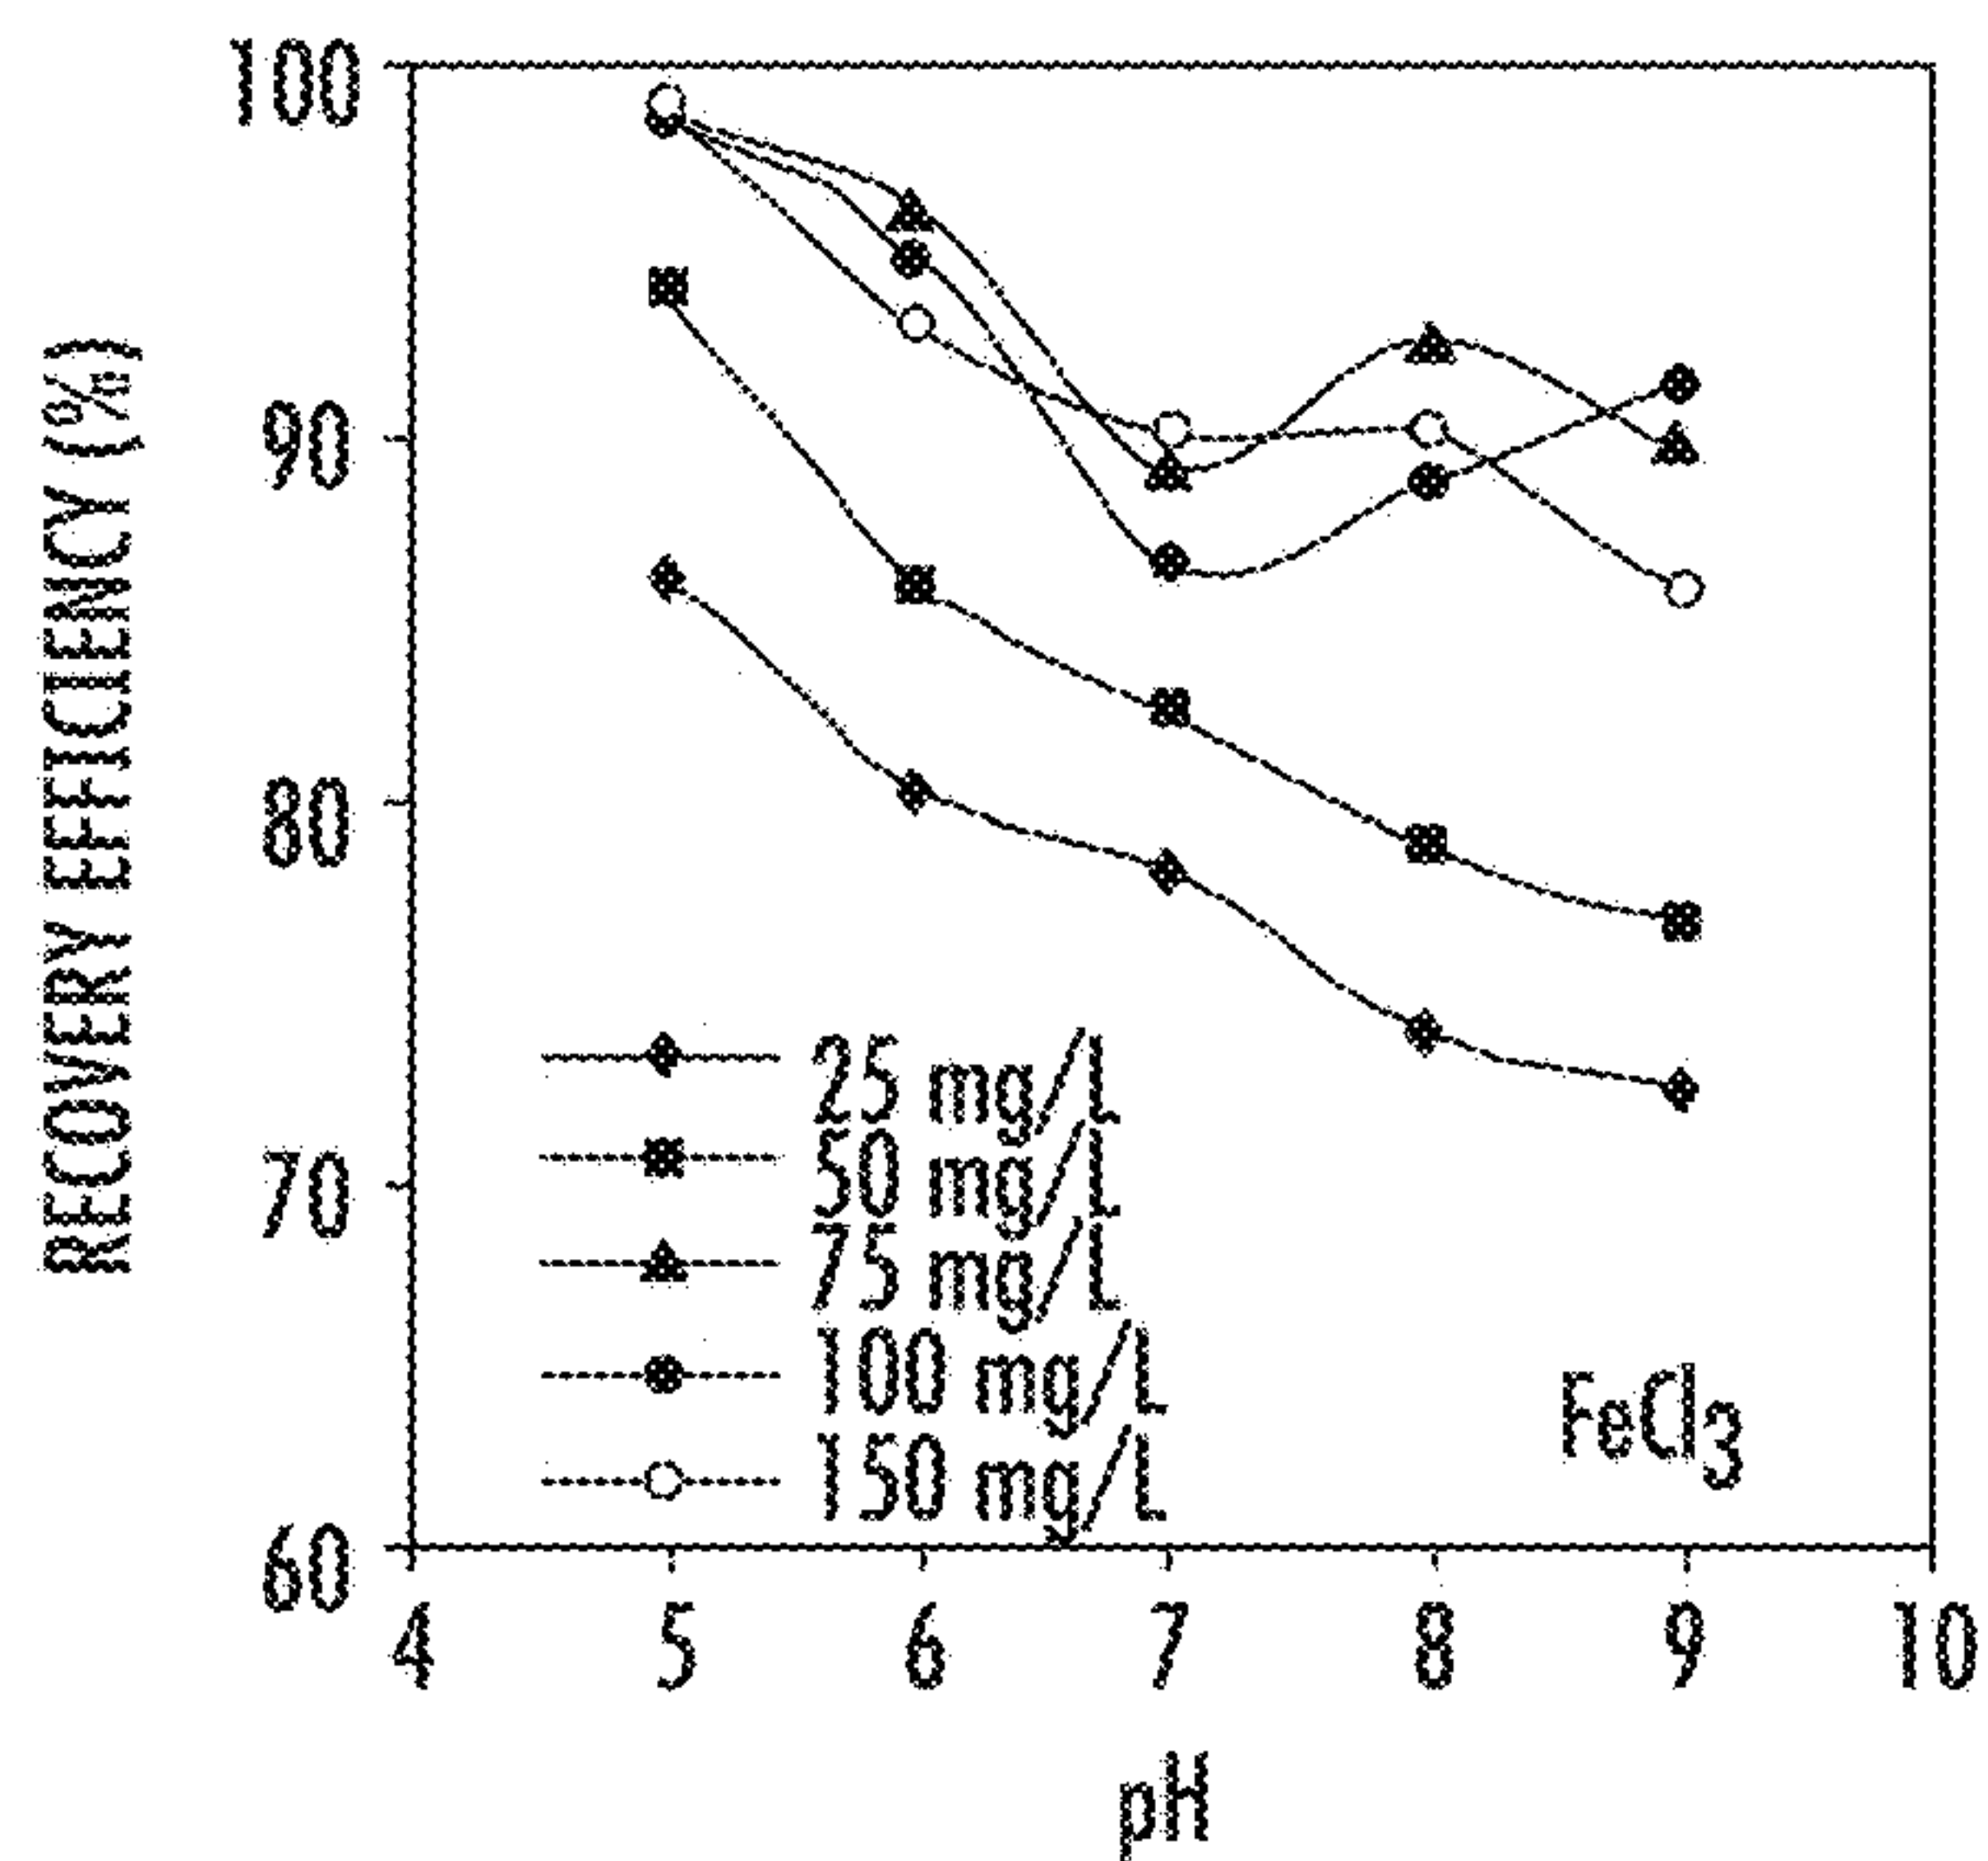 RECOVERY EFFICIENCY (%)
100
90
80
70
60
25 mg/L
50 mg/L
75 mg/L
100 mg/L
150 mg/L
FeCl3
4 5 6 7 8 9 10
pH